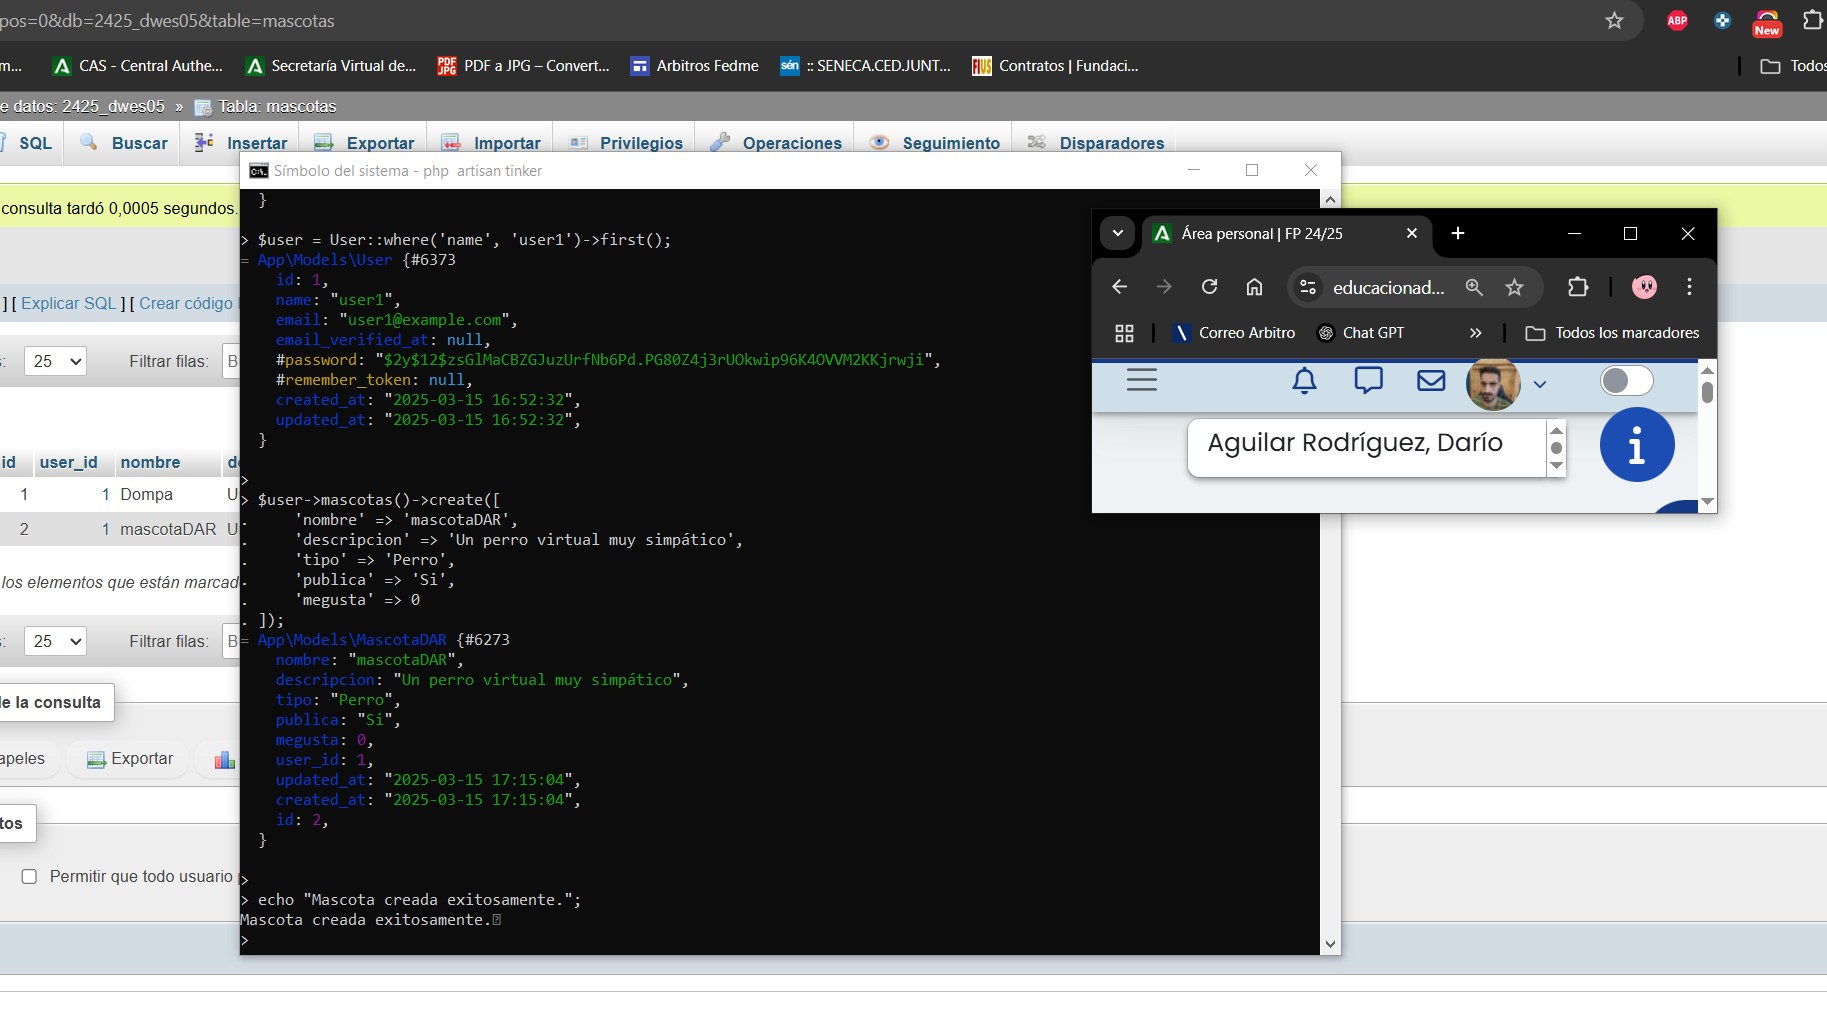 pos=0&db=2425_dwes05&table=mascotas
ABP
New
m...
CAS - Central Authe...
Secretaría Virtual de...
PDF JPG
PDF a JPG – Convert...
Arbitros Fedme
sén
:: SENECA.CED.JUNT...
FIUS
Contratos | Fundaci...
Todos
e datos: 2425_dwes05 » Tabla: mascotas
SQL
Buscar
Insertar
Exportar
Importar
Privilegios
Operaciones
Seguimiento
Disparadores
Símbolo del sistema - php  artisan tinker
consulta tardó 0,0005 segundos.
] [ Explicar SQL ] [ Crear código
s:
25
Filtrar filas:
B
id
user_id
nombre
de
1
1
Dompa
U
2
1
mascotaDAR
U
los elementos que están marcad
s:
25
Filtrar filas:
B
de la consulta
apeles
Exportar
tos
Permitir que todo usuario
}
> $user = User::where('name', 'user1')->first();
= App\Models\User {#6373
id: 1,
name: "user1",
email: "user1@example.com",
email_verified_at: null,
#password: "$2y$12$zsGlMaCBZGJuzUrfNb6Pd.PG80Z4j3rUOkwip96K4OVVM2KKjrwji",
#remember_token: null,
created_at: "2025-03-15 16:52:32",
updated_at: "2025-03-15 16:52:32",
}
>
> $user->mascotas()->create([
. 'nombre' => 'mascotaDAR',
. 'descripcion' => 'Un perro virtual muy simpático',
. 'tipo' => 'Perro',
. 'publica' => 'Si',
. 'megusta' => 0
. ]);
= App\Models\MascotaDAR {#6273
nombre: "mascotaDAR",
descripcion: "Un perro virtual muy simpático",
tipo: "Perro",
publica: "Si",
megusta: 0,
user_id: 1,
updated_at: "2025-03-15 17:15:04",
created_at: "2025-03-15 17:15:04",
id: 2,
}
>
> echo "Mascota creada exitosamente.";
Mascota creada exitosamente.
>
Área personal | FP 24/25
educacionad...
Correo Arbitro
Chat GPT
»
Todos los marcadores
Aguilar Rodríguez, Darío
i